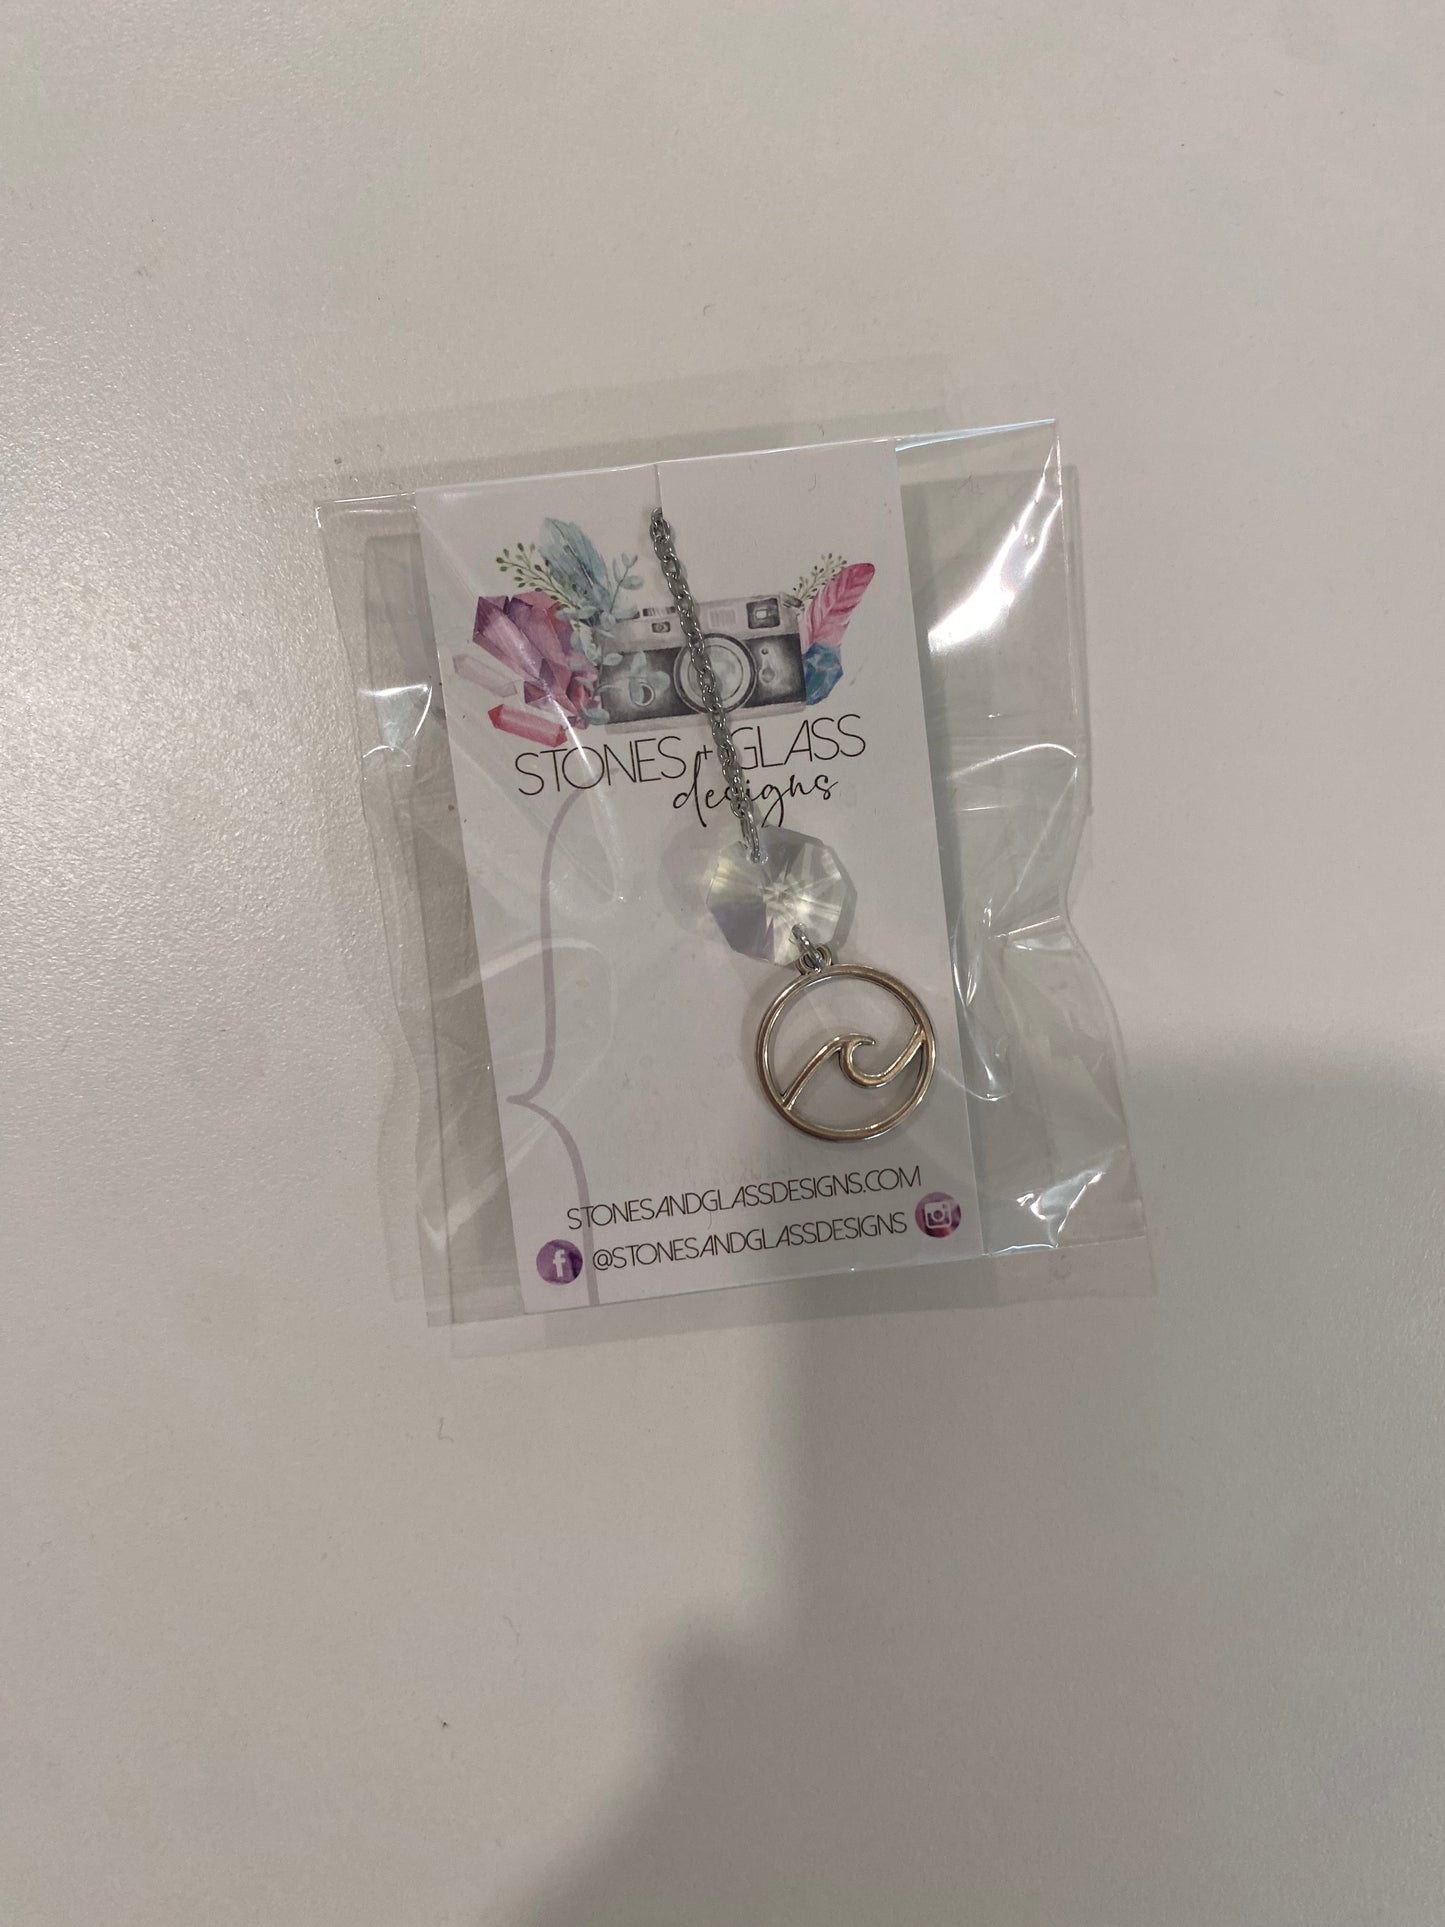 STONES + GLASS
designs
STONESANDGLASSDESIGNS.COM
f @STONESANDGLASSDESIGNS